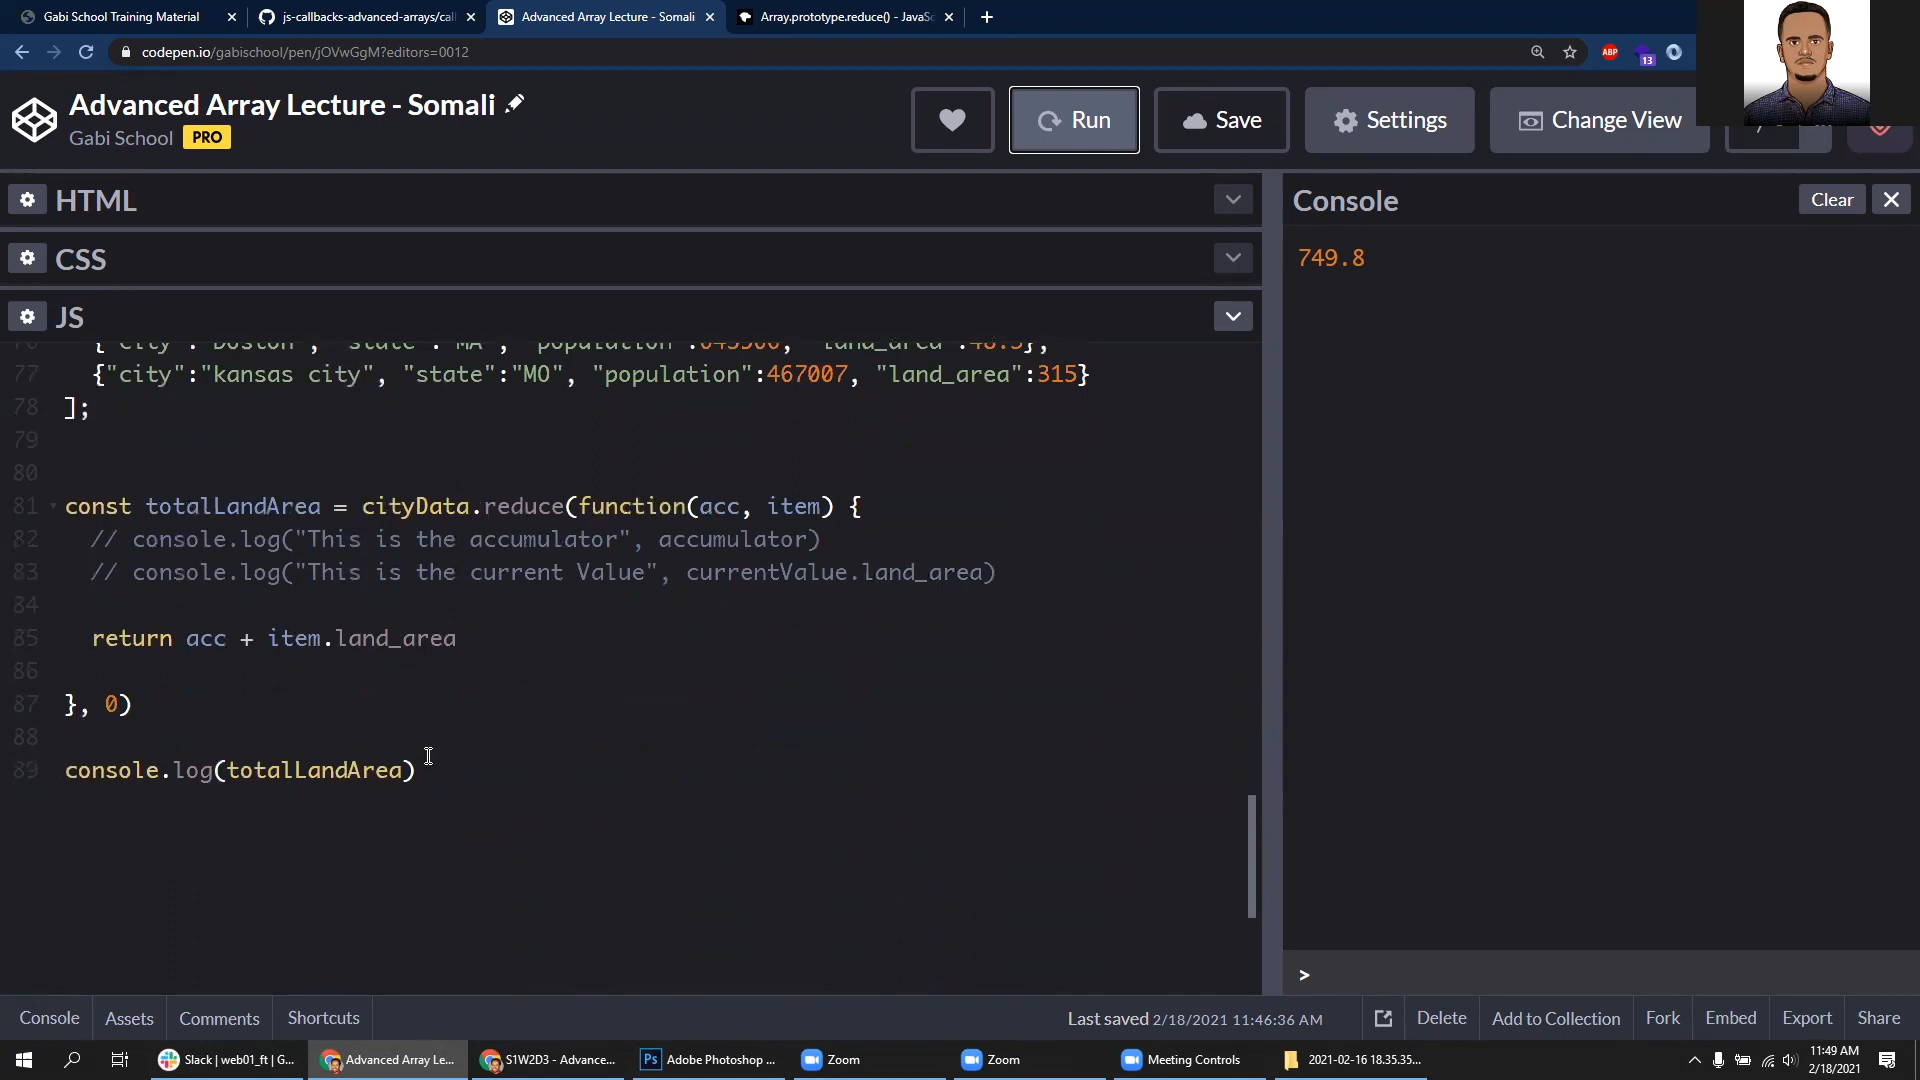 Gabi School Training Material
js-callbacks-advanced-arrays/call
Advanced Array Lecture - Somali
Array.prototype.reduce() - JavaSc
codepen.io/gabischool/pen/jOVwGgM?editors=0012
ABP
13
Advanced Array Lecture - Somali
Gabi School PRO
Run
Save
Settings
Change View
HTML
CSS
JS
Console
Clear
749.8
77 {"city":"kansas city", "state":"MO", "population":467007, "land_area":315}
78 ];
79
80
81 const totalLandArea = cityData.reduce(function(acc, item) {
82 // console.log("This is the accumulator", accumulator)
83 // console.log("This is the current Value", currentValue.land_area)
84
85 return acc + item.land_area
86
87 }, 0)
88
89 console.log(totalLandArea)
>
Console
Assets
Comments
Shortcuts
Last saved 2/18/2021 11:46:36 AM
Delete
Add to Collection
Fork
Embed
Export
Share
Slack | web01_ft | G...
Advanced Array Le...
S1W2D3 - Advance...
Ps
Adobe Photoshop ...
Zoom
Zoom
Meeting Controls
2021-02-16 18.35.35...
11:49 AM
2/18/2021